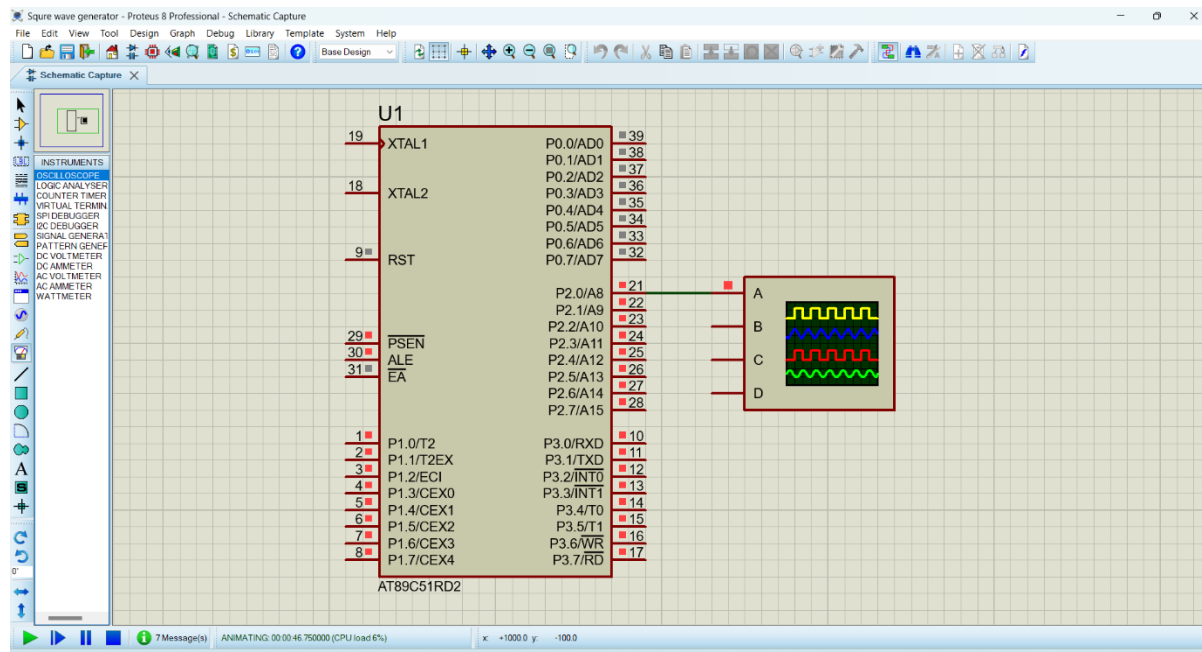 Squre wave generator - Proteus 8 Professional - Schematic Capture
File Edit View Tool Design Graph Debug Library Template System Help
Base Design
Schematic Capture
INSTRUMENTS
OSCILLOSCOPE
LOGIC ANALYSER
COUNTER TIMER
VIRTUAL TERMIN
SPI DEBUGGER
I2C DEBUGGER
SIGNAL GENERAT
PATTERN GENER
DC VOLTMETER
DC AMMETER
AC VOLTMETER
AC AMMETER
WATTMETER
U1
19 XTAL1
18 XTAL2
9 RST
29 PSEN
30 ALE
31 EA
1 P1.0/T2
2 P1.1/T2EX
3 P1.2/ECI
4 P1.3/CEX0
5 P1.4/CEX1
6 P1.5/CEX2
7 P1.6/CEX3
8 P1.7/CEX4
P0.0/AD0 39
P0.1/AD1 38
P0.2/AD2 37
P0.3/AD3 36
P0.4/AD4 35
P0.5/AD5 34
P0.6/AD6 33
P0.7/AD7 32
P2.0/A8 21
P2.1/A9 22
P2.2/A10 23
P2.3/A11 24
P2.4/A12 25
P2.5/A13 26
P2.6/A14 27
P2.7/A15 28
P3.0/RXD 10
P3.1/TXD 11
P3.2/INT0 12
P3.3/INT1 13
P3.4/T0 14
P3.5/T1 15
P3.6/WR 16
P3.7/RD 17
AT89C51RD2
A
B
C
D
0°
7 Message(s) ANIMATING: 00:00:46.750000 (CPU load 6%) x: +1000.0 y: -100.0